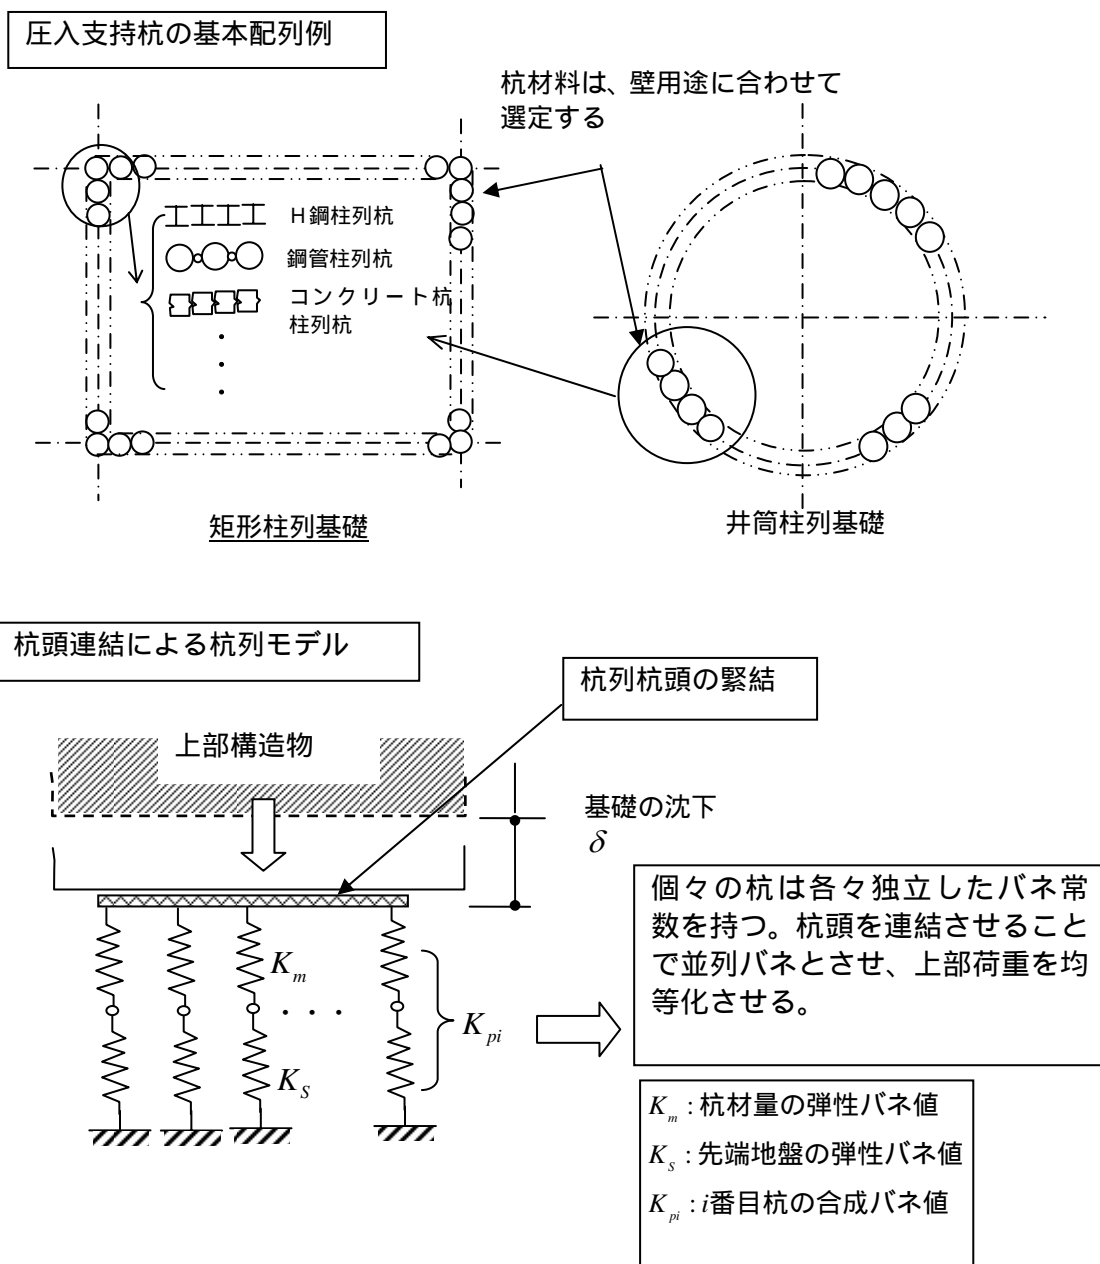 圧入支持杭の基本配列例
杭材料は、壁用途に合わせて
選定する
H鋼柱列杭
鋼管柱列杭
コンクリート杭
柱列杭
矩形柱列基礎
井筒柱列基礎
杭頭連結による杭列モデル
杭列杭頭の緊結
上部構造物
基礎の沈下
δ
個々の杭は各々独立したバネ常
数を持つ。杭頭を連結させること
で並列バネとさせ、上部荷重を均
等化させる。
K_m
K_pi
K_S
K_m : 杭材量の弾性バネ値
K_s : 先端地盤の弾性バネ値
K_pi : i番目杭の合成バネ値